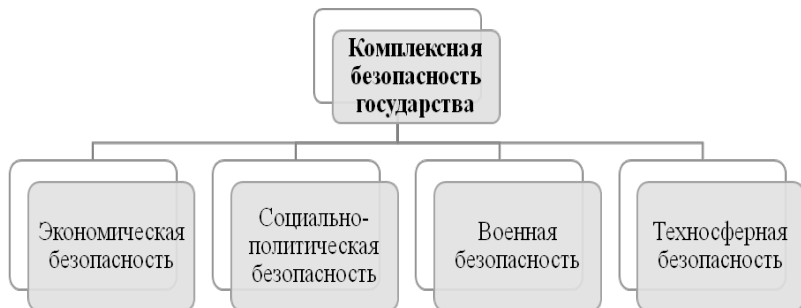 Комплексная
безопасность
государства
Экономическая
безопасность
Социально-
политическая
безопасность
Военная
безопасность
Техносферная
безопасность